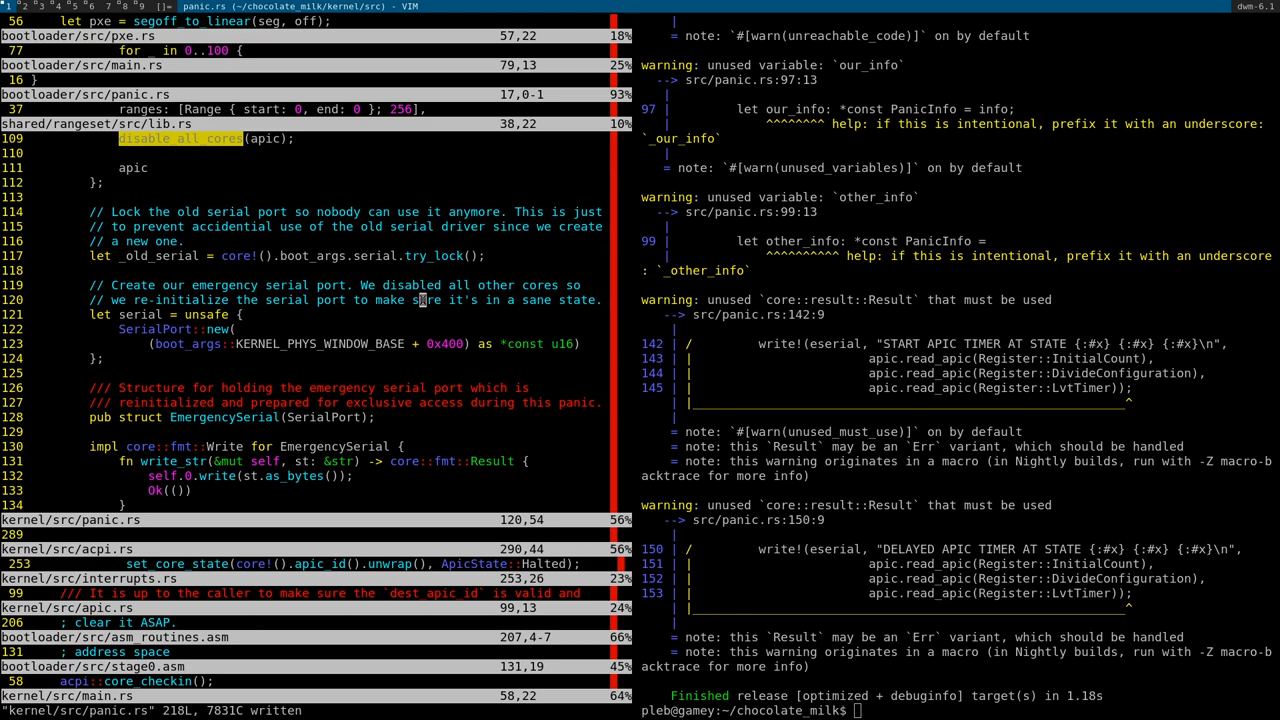 1 2 3 4 5 6 7 8 9 []= panic.rs (~/chocolate_milk/kernel/src) - VIM dwm-6.1
56     let pxe = segoff_to_linear(seg, off);
bootloader/src/pxe.rs 57,22 18%
77             for _ in 0..100 {
bootloader/src/main.rs 79,13 25%
16 }
bootloader/src/panic.rs 17,0-1 93%
37             ranges: [Range { start: 0, end: 0 }; 256],
shared/rangeset/src/lib.rs 38,22 10%
109             disable_all_cores(apic);
110
111             apic
112         };
113
114         // Lock the old serial port so nobody can use it anymore. This is just
115         // to prevent accidential use of the old serial driver since we create
116         // a new one.
117         let _old_serial = core!().boot_args.serial.try_lock();
118
119         // Create our emergency serial port. We disabled all other cores so
120         // we re-initialize the serial port to make sure it's in a sane state.
121         let serial = unsafe {
122             SerialPort::new(
123                 (boot_args::KERNEL_PHYS_WINDOW_BASE + 0x400) as *const u16)
124         };
125
126         /// Structure for holding the emergency serial port which is
127         /// reinitialized and prepared for exclusive access during this panic.
128         pub struct EmergencySerial(SerialPort);
129
130         impl core::fmt::Write for EmergencySerial {
131             fn write_str(&mut self, st: &str) -> core::fmt::Result {
132                 self.0.write(st.as_bytes());
133                 Ok(())
134             }
kernel/src/panic.rs 120,54 56%
289
kernel/src/acpi.rs 290,44 56%
253              set_core_state(core!().apic_id().unwrap(), ApicState::Halted);
kernel/src/interrupts.rs 253,26 23%
99     /// It is up to the caller to make sure the `dest_apic_id` is valid and
kernel/src/apic.rs 99,13 24%
206     ; clear it ASAP.
bootloader/src/asm_routines.asm 207,4-7 66%
131     ; address space
bootloader/src/stage0.asm 131,19 45%
58     acpi::core_checkin();
kernel/src/main.rs 58,22 64%
"kernel/src/panic.rs" 218L, 7831C written
    |
    = note: `#[warn(unreachable_code)]` on by default
warning: unused variable: `our_info`
   --> src/panic.rs:97:13
    |
97  |         let our_info: *const PanicInfo = info;
    |             ^^^^^^^^ help: if this is intentional, prefix it with an underscore:
`_our_info`
    |
   = note: `#[warn(unused_variables)]` on by default
warning: unused variable: `other_info`
   --> src/panic.rs:99:13
    |
99  |         let other_info: *const PanicInfo =
    |             ^^^^^^^^^^ help: if this is intentional, prefix it with an underscore
: `_other_info`
warning: unused `core::result::Result` that must be used
   --> src/panic.rs:142:9
    |
142 | /         write!(eserial, "START APIC TIMER AT STATE {:#x} {:#x} {:#x}\n",
143 | |                        apic.read_apic(Register::InitialCount),
144 | |                        apic.read_apic(Register::DivideConfiguration),
145 | |                        apic.read_apic(Register::LvtTimer));
    | |___________________________________________________________^
    |
    = note: `#[warn(unused_must_use)]` on by default
    = note: this `Result` may be an `Err` variant, which should be handled
    = note: this warning originates in a macro (in Nightly builds, run with -Z macro-b
acktrace for more info)
warning: unused `core::result::Result` that must be used
   --> src/panic.rs:150:9
    |
150 | /         write!(eserial, "DELAYED APIC TIMER AT STATE {:#x} {:#x} {:#x}\n",
151 | |                        apic.read_apic(Register::InitialCount),
152 | |                        apic.read_apic(Register::DivideConfiguration),
153 | |                        apic.read_apic(Register::LvtTimer));
    | |___________________________________________________________^
    |
    = note: this `Result` may be an `Err` variant, which should be handled
    = note: this warning originates in a macro (in Nightly builds, run with -Z macro-b
acktrace for more info)
    Finished release [optimized + debuginfo] target(s) in 1.18s
pleb@gamey:~/chocolate_milk$